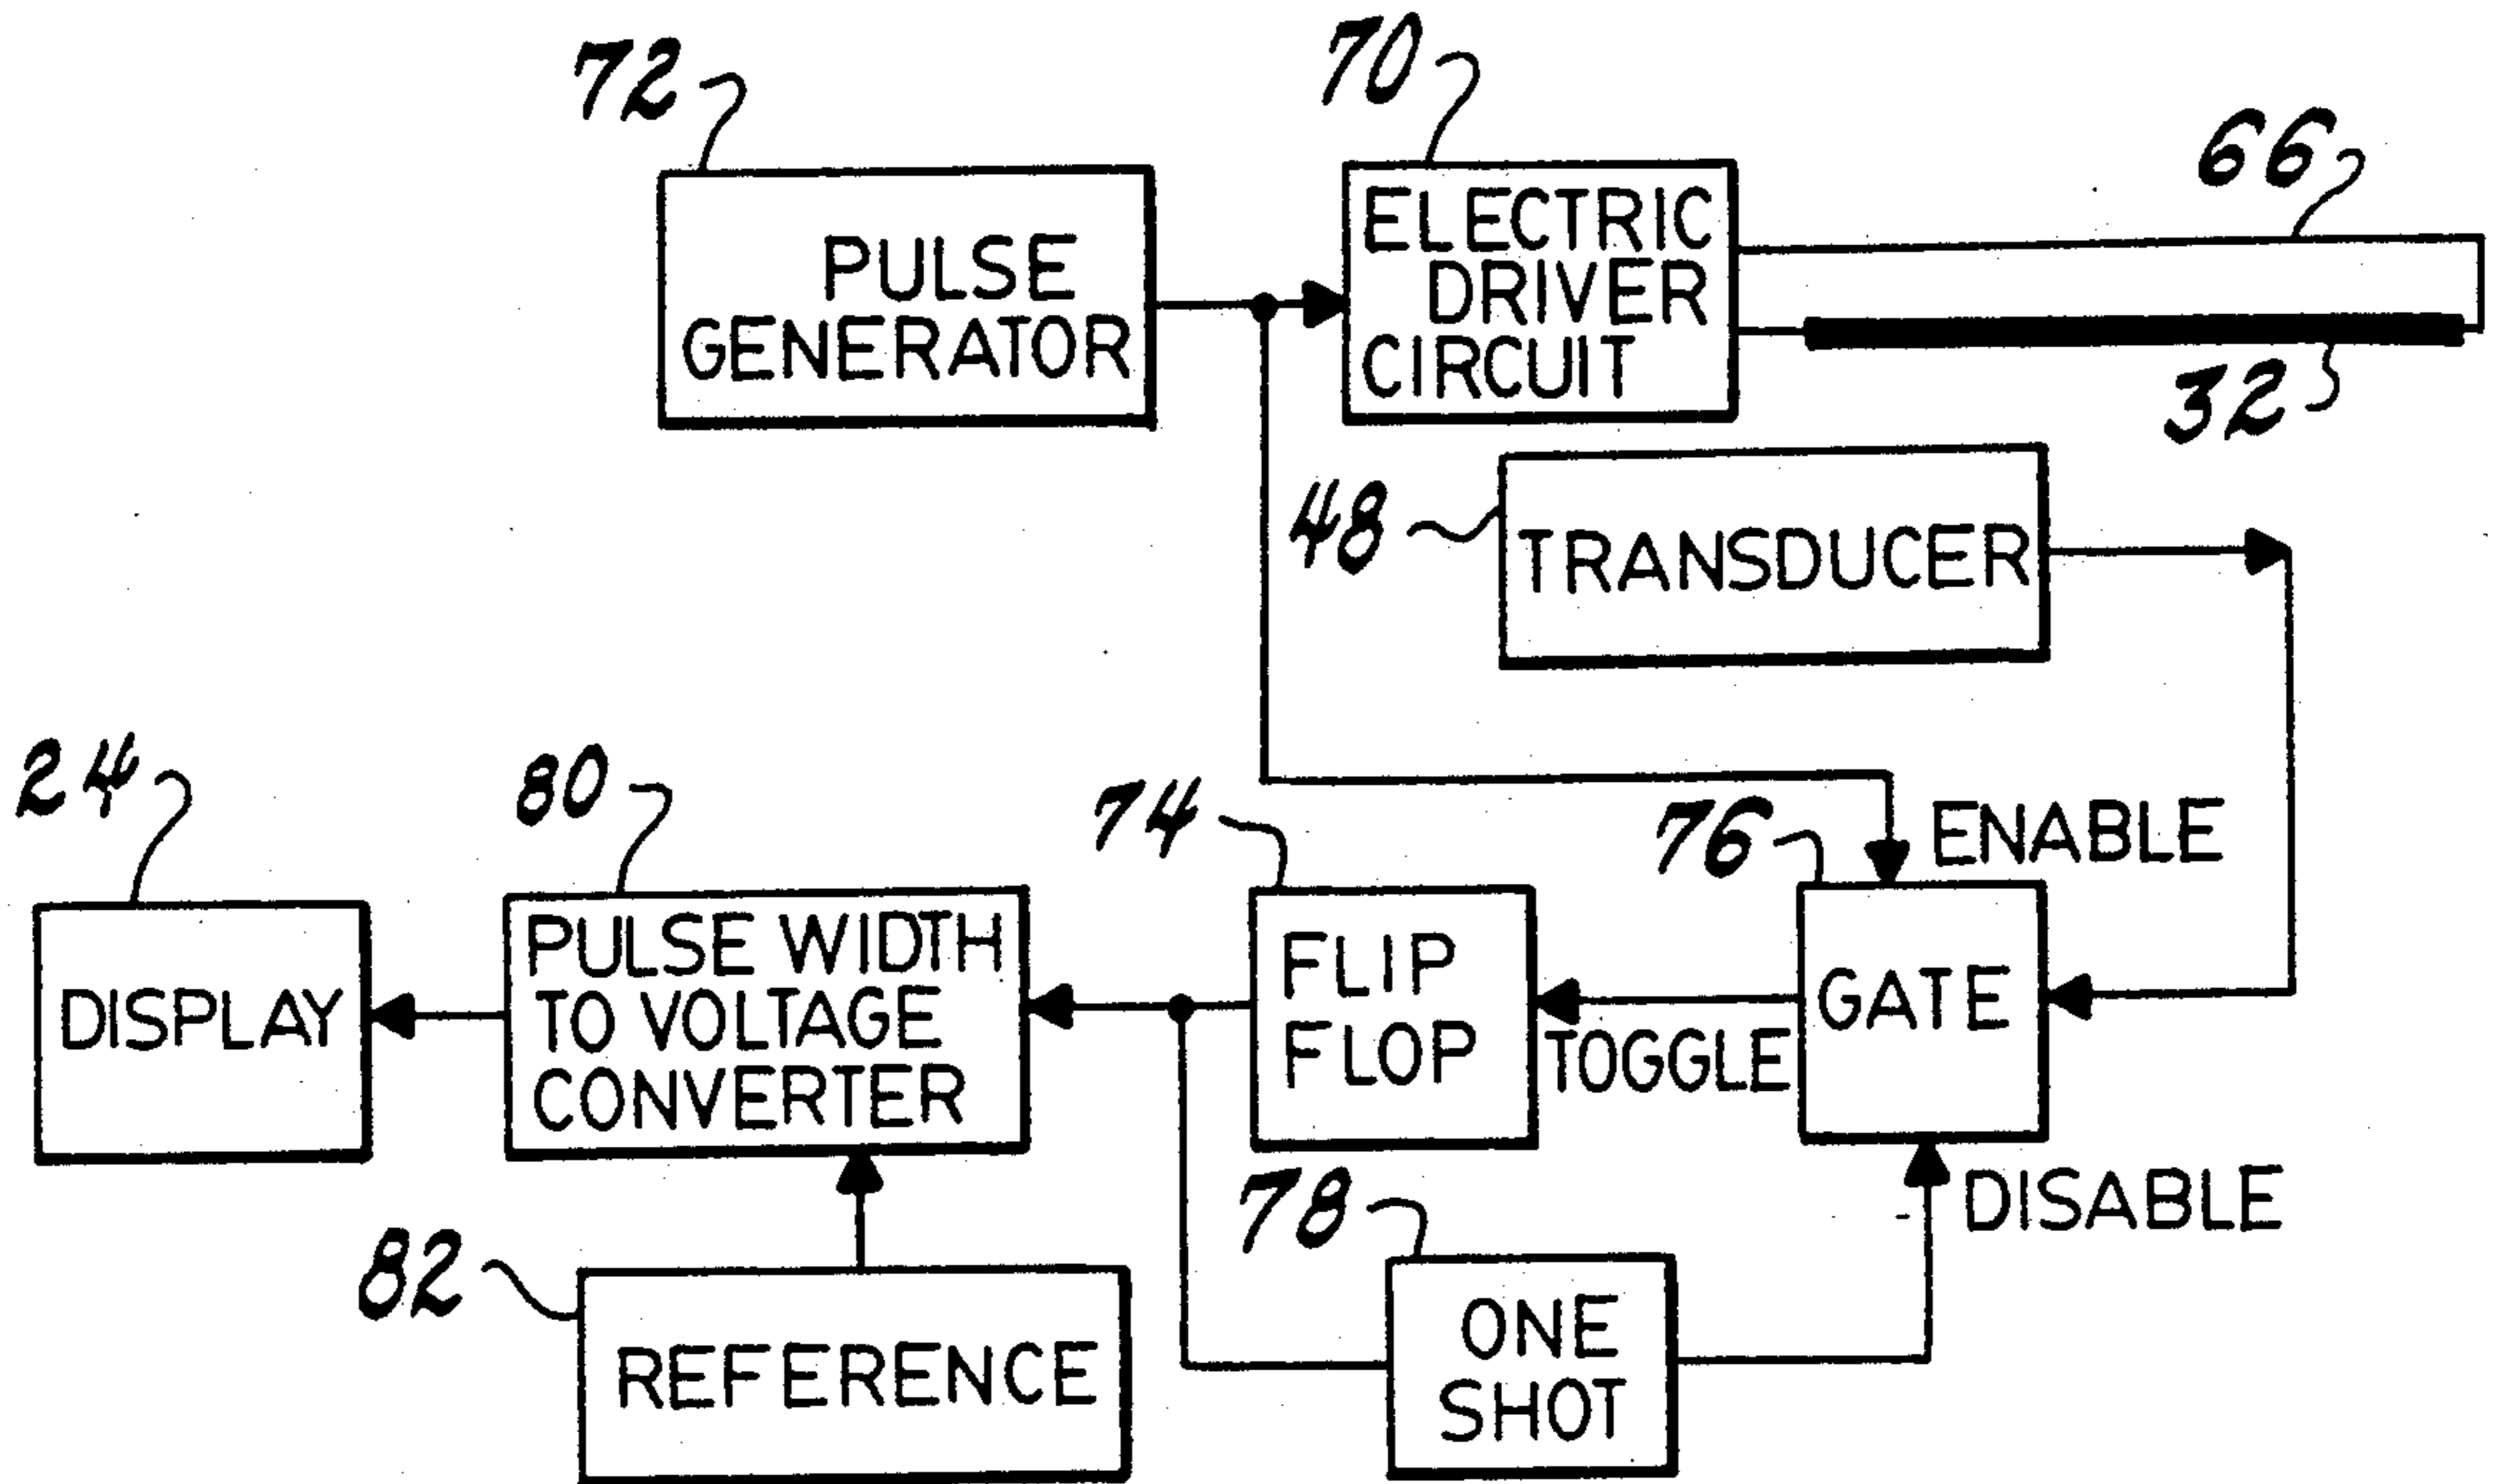 72
70
66
PULSE
GENERATOR
ELECTRIC
DRIVER
CIRCUIT
32
48
TRANSDUCER
24
80
74
76
ENABLE
DISPLAY
PULSE WIDTH
TO VOLTAGE
CONVERTER
FLIP
FLOP
TOGGLE
GATE
82
78
DISABLE
REFERENCE
ONE
SHOT